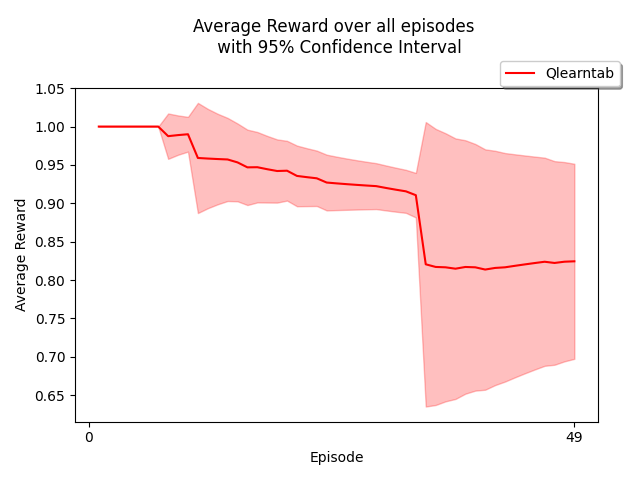 Average Reward over all episodes
with 95% Confidence Interval
Qlearntab
1.05
1.00
0.95
0.90
0.85
0.80
0.75
0.70
0.65
Average Reward
0
49
Episode